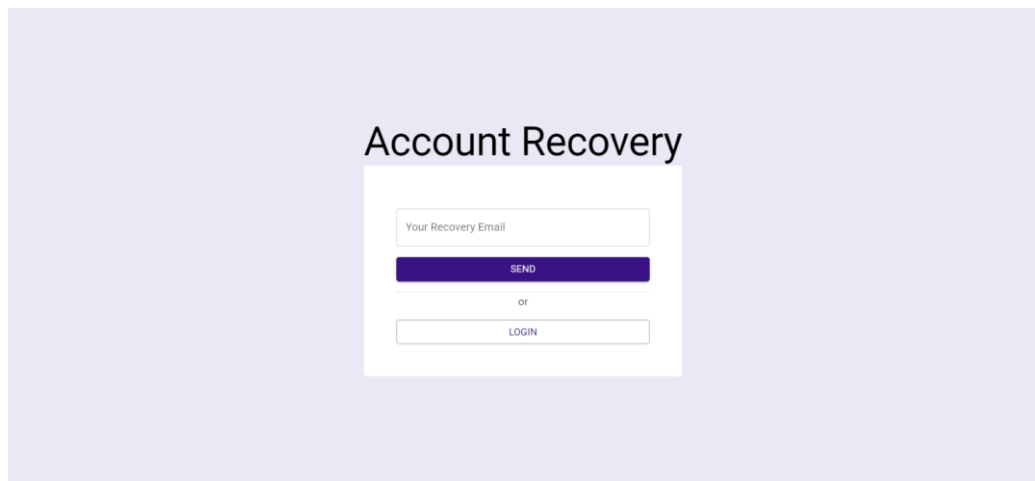 Account Recovery
Your Recovery Email
SEND
or
LOGIN